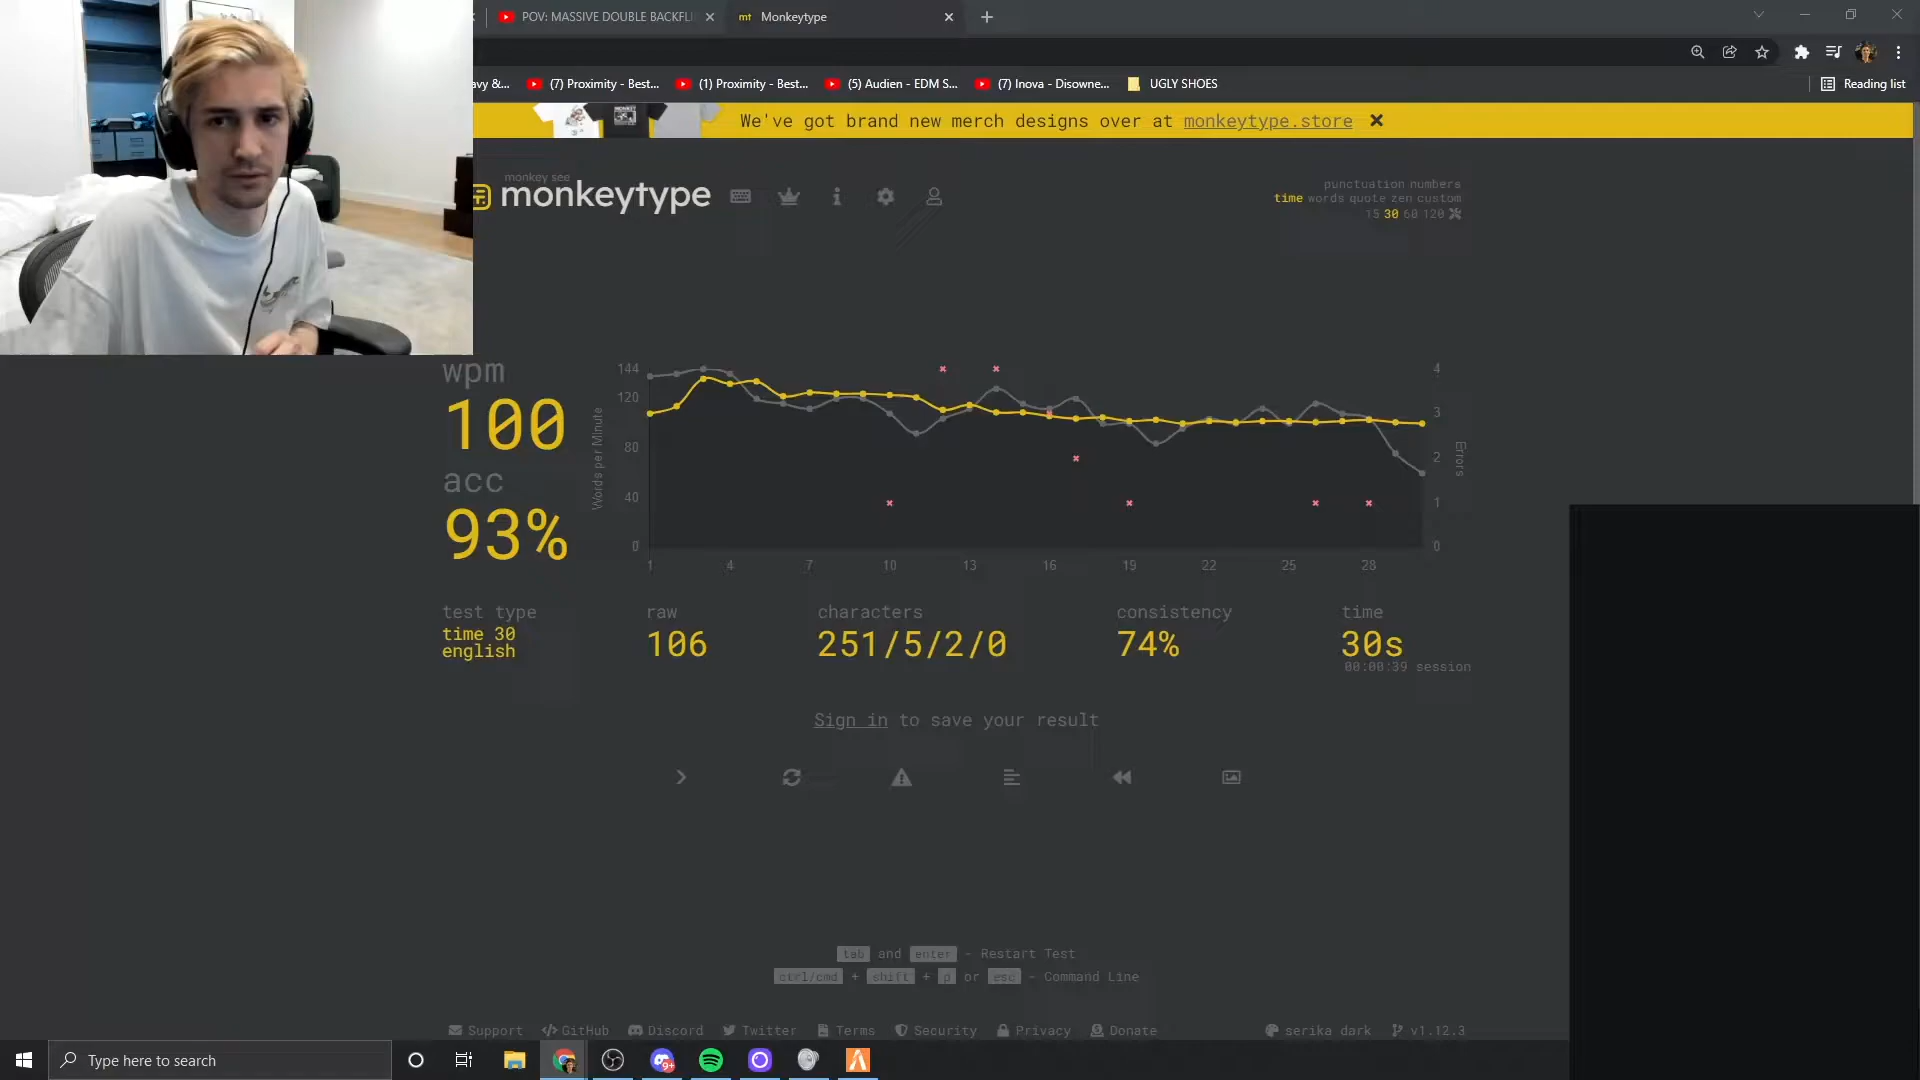 POV: MASSIVE DOUBLE BACKFLI
mt Monkeytype
avy &...
(7) Proximity - Best...
(1) Proximity - Best...
(5) Audien - EDM S...
(7) Inova - Disowne...
UGLY SHOES
Reading list
We've got brand new merch designs over at monkeytype.store
monkey see
monkeytype
punctuation numbers
time words quote zen custom
15 30 60 120
wpm
100
acc
93%
Words per Minute
144
120
80
40
0
4
3
2
1
0
Errors
1 4 7 10 13 16 19 22 25 28
test type
time 30
english
raw
106
characters
251/5/2/0
consistency
74%
time
30s
00:00:39 session
Sign in to save your result
tab and enter - Restart Test
ctrl/cmd + shift + p or esc - Command Line
Support GitHub Discord Twitter Terms Security Privacy Donate
serika dark v1.12.3
Type here to search
9+